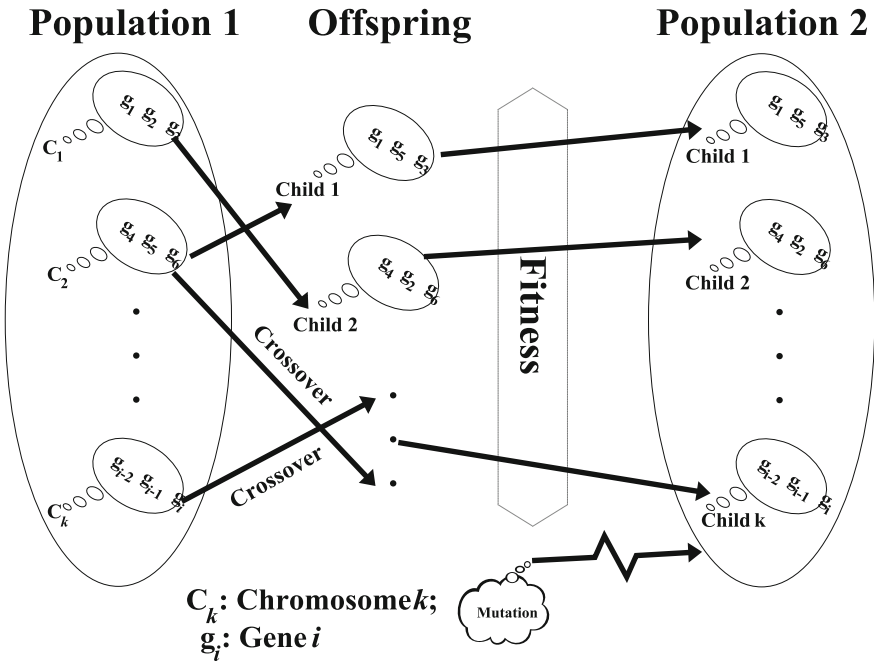 Population 1 Offspring Population 2
g1 g2 g3
C1
g4 g5 g6
C2
gi-2 gi-1 gi
Ck
g1 g5 g3
Child 1
g4 g2 g6
Child 2
Crossover
Crossover
Fitness
g1 g5 g3
Child 1
g4 g2 g6
Child 2
gi-2 gi-1 gi
Child k
Mutation
Ck: Chromosomek;
gi: Gene i